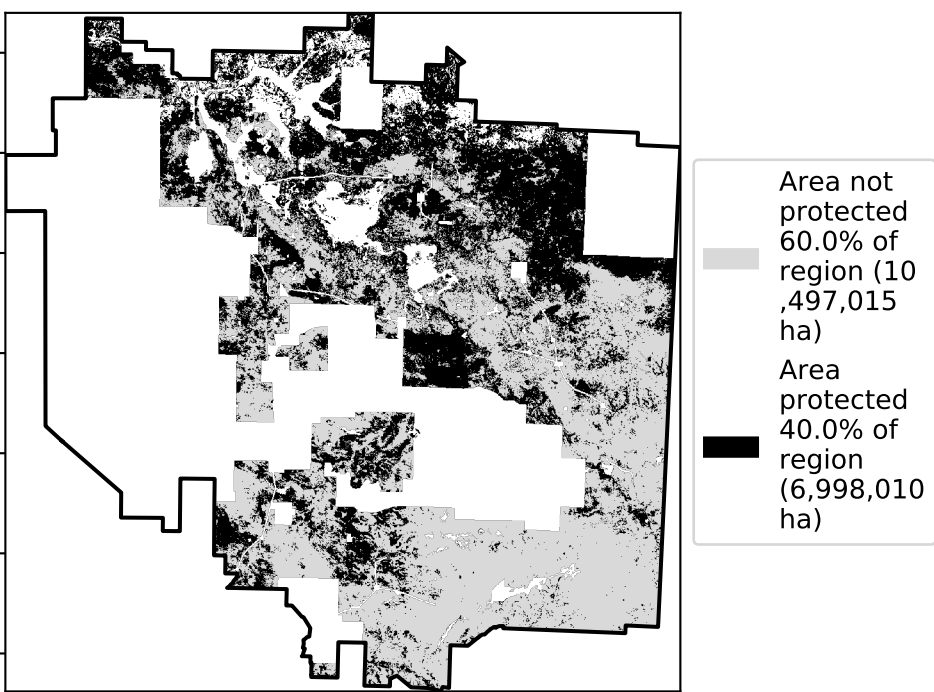 Area not
protected
60.0% of
region (10
,497,015
ha)
Area
protected
40.0% of
region
(6,998,010
ha)